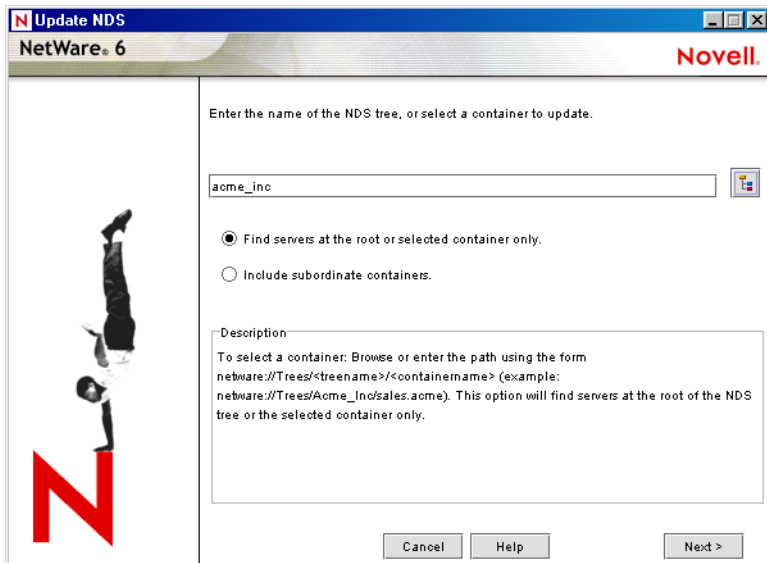 N Update NDS
NetWare® 6
Novell.
Enter the name of the NDS tree, or select a container to update.
acme_inc
Find servers at the root or selected container only.
Include subordinate containers.
Description
To select a container: Browse or enter the path using the form
netware://Trees/<treename>/<containername> (example:
netware://Trees/Acme_Inc/sales.acme). This option will find servers at the root of the NDS
tree or the selected container only.
N
Cancel Help Next >